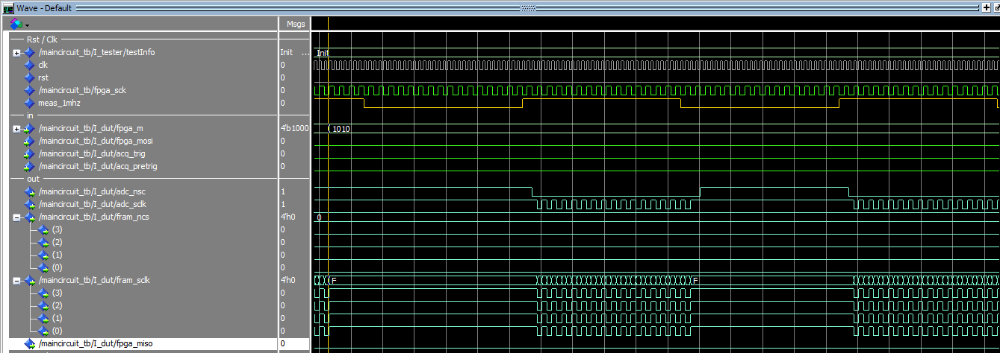 Wave - Default
Msgs
Rst / Clk
/maincircuit_tb/I_tester/testInfo Init ... Init
clk 0
rst 0
/maincircuit_tb/fpga_sck 0
meas_1mhz 0
in
/maincircuit_tb/I_dut/fpga_m 4'b1000 1010
/maincircuit_tb/I_dut/fpga_mosi 0
/maincircuit_tb/I_dut/acq_trig 0
/maincircuit_tb/I_dut/acq_pretrig 0
out
/maincircuit_tb/I_dut/adc_nsc 1
/maincircuit_tb/I_dut/adc_sclk 1
/maincircuit_tb/I_dut/fram_ncs 4'h0 0
(3) 0
(2) 0
(1) 0
(0) 0
/maincircuit_tb/I_dut/fram_sclk 4'h0 F F
(3) 0
(2) 0
(1) 0
(0) 0
/maincircuit_tb/I_dut/fpga_miso 0